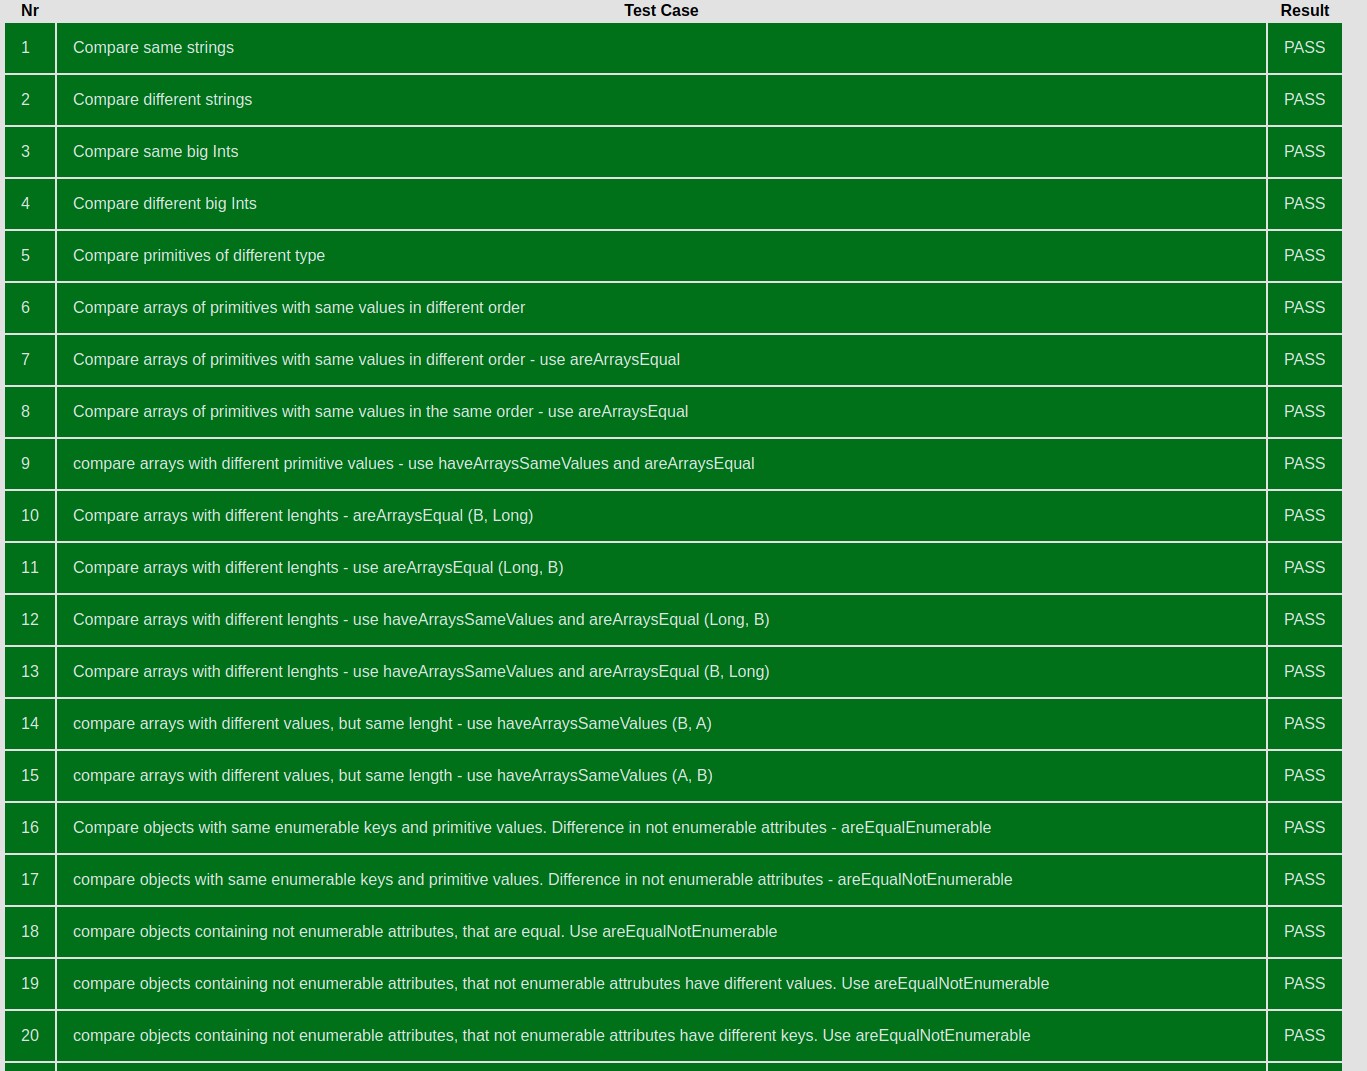 Nr Test Case Result
1 Compare same strings PASS
2 Compare different strings PASS
3 Compare same big Ints PASS
4 Compare different big Ints PASS
5 Compare primitives of different type PASS
6 Compare arrays of primitives with same values in different order PASS
7 Compare arrays of primitives with same values in different order - use areArraysEqual PASS
8 Compare arrays of primitives with same values in the same order - use areArraysEqual PASS
9 compare arrays with different primitive values - use haveArraysSameValues and areArraysEqual PASS
10 Compare arrays with different lenghts - areArraysEqual (B, Long) PASS
11 Compare arrays with different lenghts - use areArraysEqual (Long, B) PASS
12 Compare arrays with different lenghts - use haveArraysSameValues and areArraysEqual (Long, B) PASS
13 Compare arrays with different lenghts - use haveArraysSameValues and areArraysEqual (B, Long) PASS
14 compare arrays with different values, but same lenght - use haveArraysSameValues (B, A) PASS
15 compare arrays with different values, but same length - use haveArraysSameValues (A, B) PASS
16 Compare objects with same enumerable keys and primitive values. Difference in not enumerable attributes - areEqualEnumerable PASS
17 compare objects with same enumerable keys and primitive values. Difference in not enumerable attributes - areEqualNotEnumerable PASS
18 compare objects containing not enumerable attributes, that are equal. Use areEqualNotEnumerable PASS
19 compare objects containing not enumerable attributes, that not enumerable attrubutes have different values. Use areEqualNotEnumerable PASS
20 compare objects containing not enumerable attributes, that not enumerable attributes have different keys. Use areEqualNotEnumerable PASS